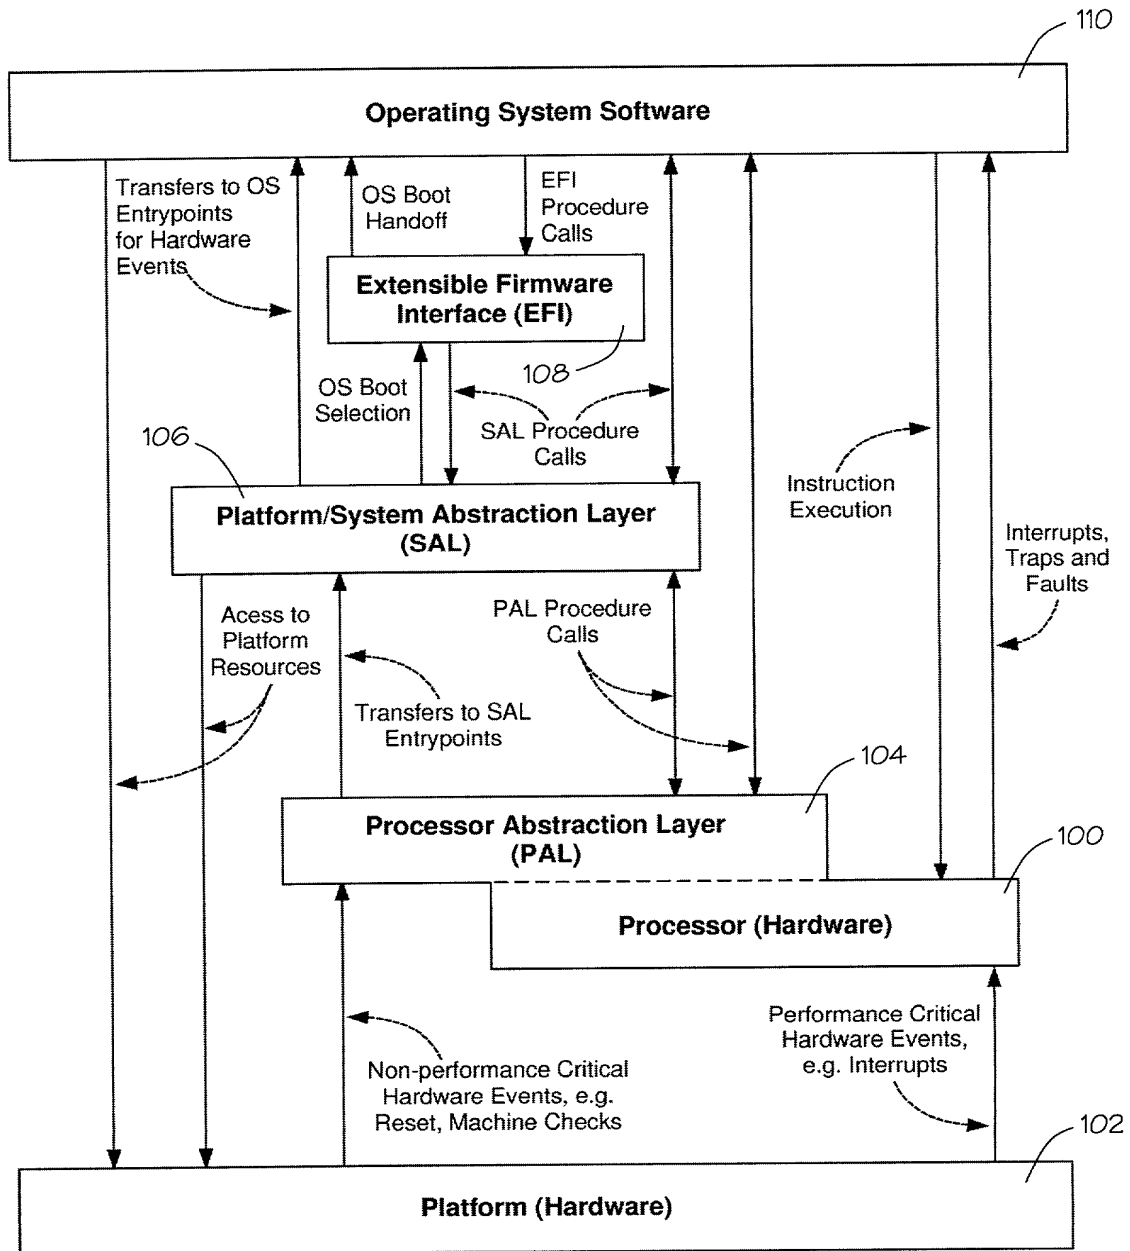 110
Operating System Software
Transfers to OS
Entrypoints
for Hardware
Events
OS Boot
Handoff
EFI
Procedure
Calls
Extensible Firmware
Interface (EFI)
108
OS Boot
Selection
SAL Procedure
Calls
106
Platform/System Abstraction Layer
(SAL)
Instruction
Execution
Interrupts,
Traps and
Faults
Acess to
Platform
Resources
PAL Procedure
Calls
Transfers to SAL
Entrypoints
104
Processor Abstraction Layer
(PAL)
100
Processor (Hardware)
Non-performance Critical
Hardware Events, e.g.
Reset, Machine Checks
Performance Critical
Hardware Events,
e.g. Interrupts
102
Platform (Hardware)